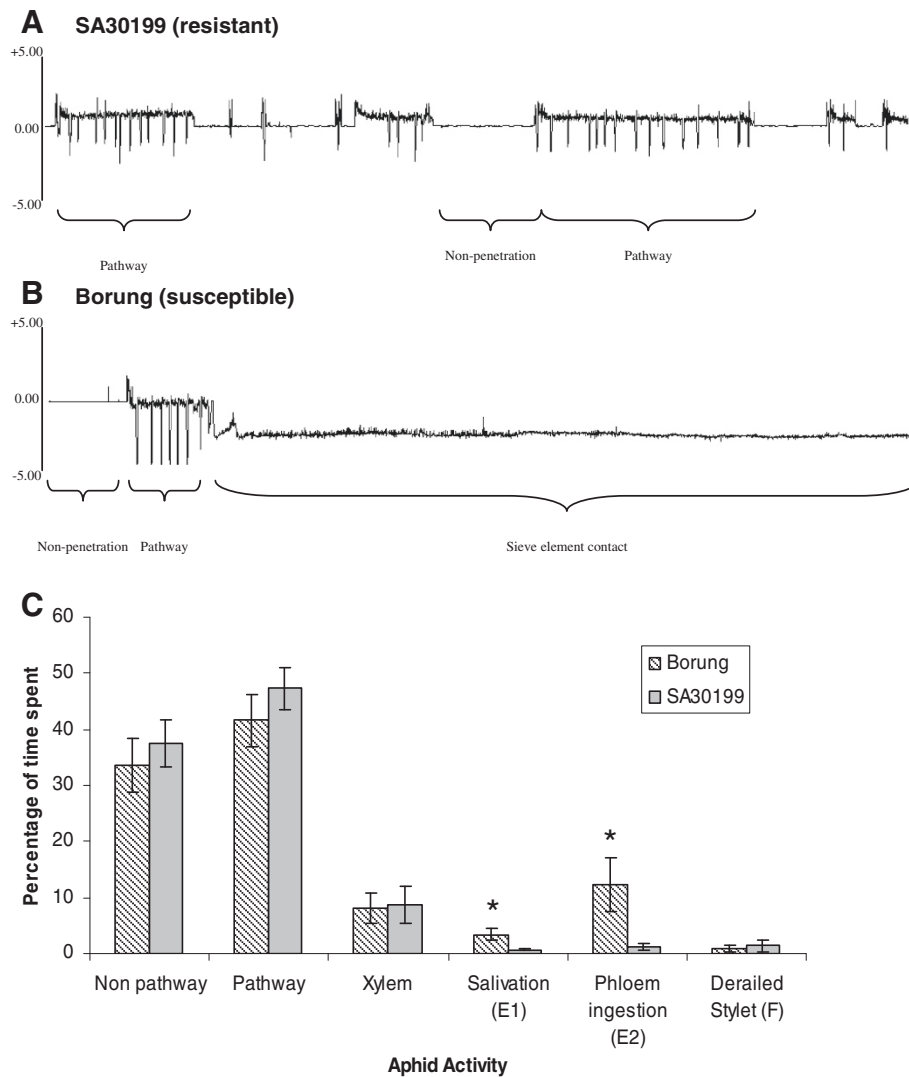 A SA30199 (resistant)
+5.00
0.00
-5.00
Pathway
Non-penetration
Pathway
B Borung (susceptible)
+5.00
0.00
-5.00
Non-penetration Pathway Sieve element contact
C
Percentage of time spent
60
50
40
30
20
10
0
Borung
SA30199
*
*
Non pathway
Pathway
Xylem
Salivation
(E1)
Phloem
ingestion
(E2)
Derailed
Stylet (F)
Aphid Activity